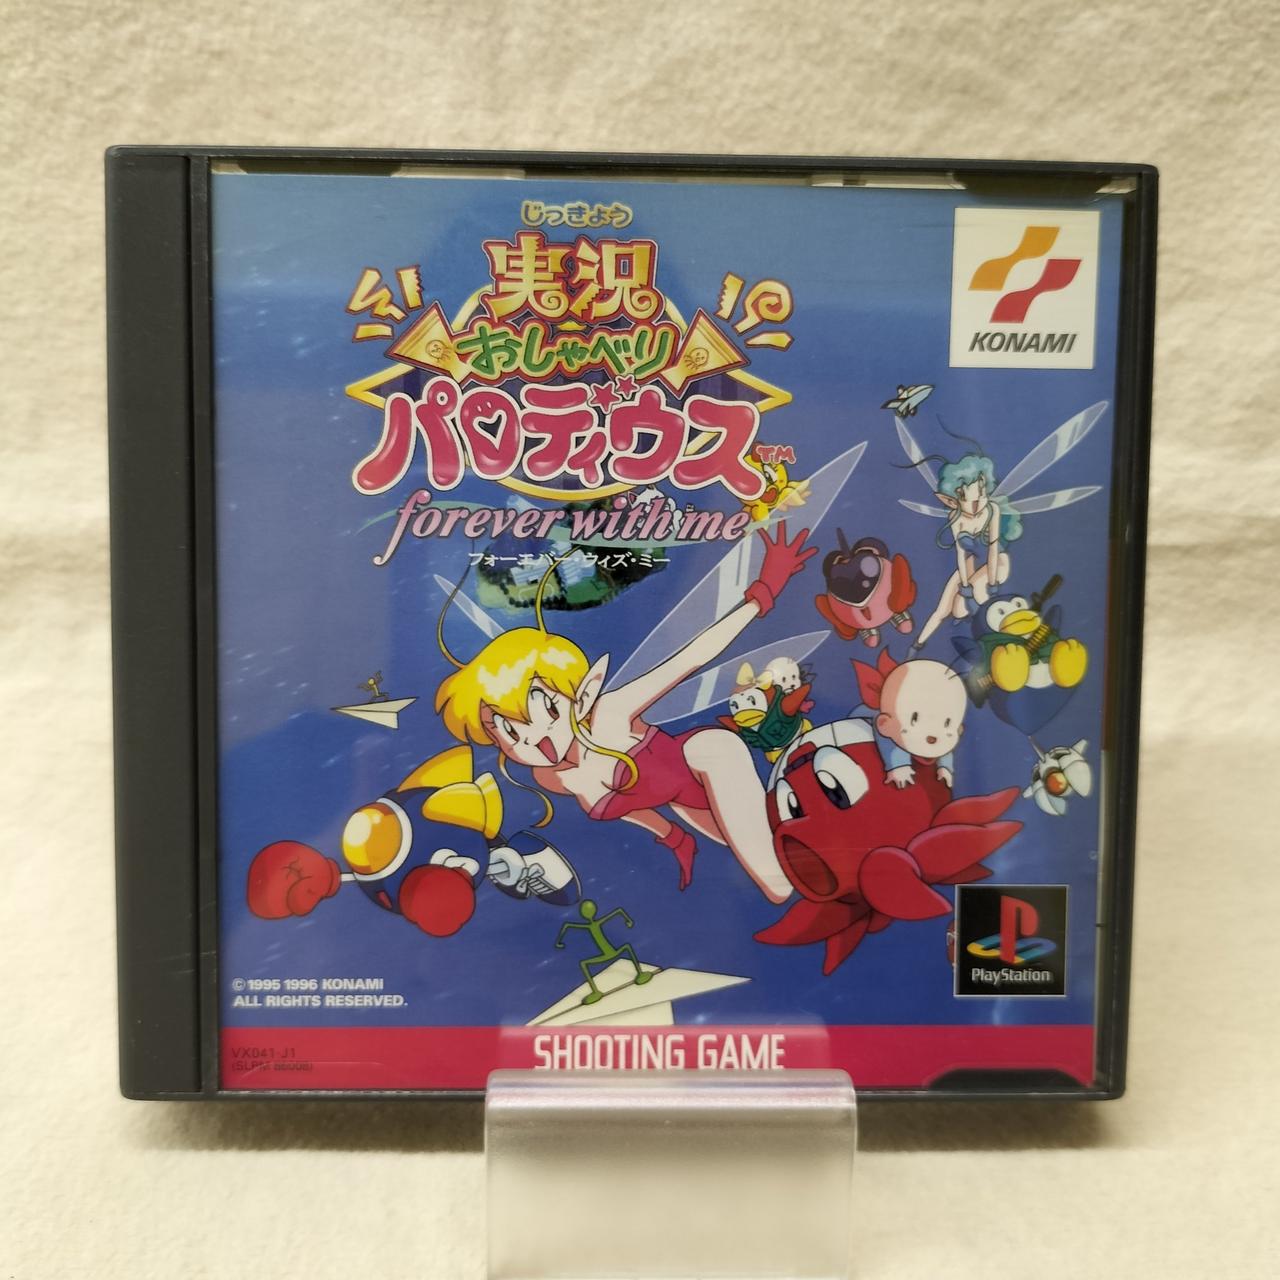 じっきょう
実況
おしゃべり
パロディウス
TM
forever with me
フォーエバー・ウィズ・ミー
KONAMI
PlayStation
© 1995 1996 KONAMI
ALL RIGHTS RESERVED.
SHOOTING GAME
VX041-J1
(SLPM 86008)